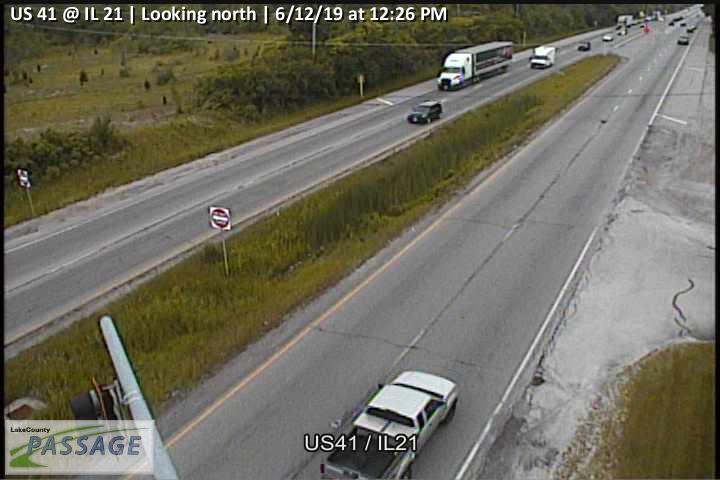 US 41 @ IL 21 | Looking north | 6/12/19 at 12:26 PM
US41 / IL21
LakeCounty
PASSAGE